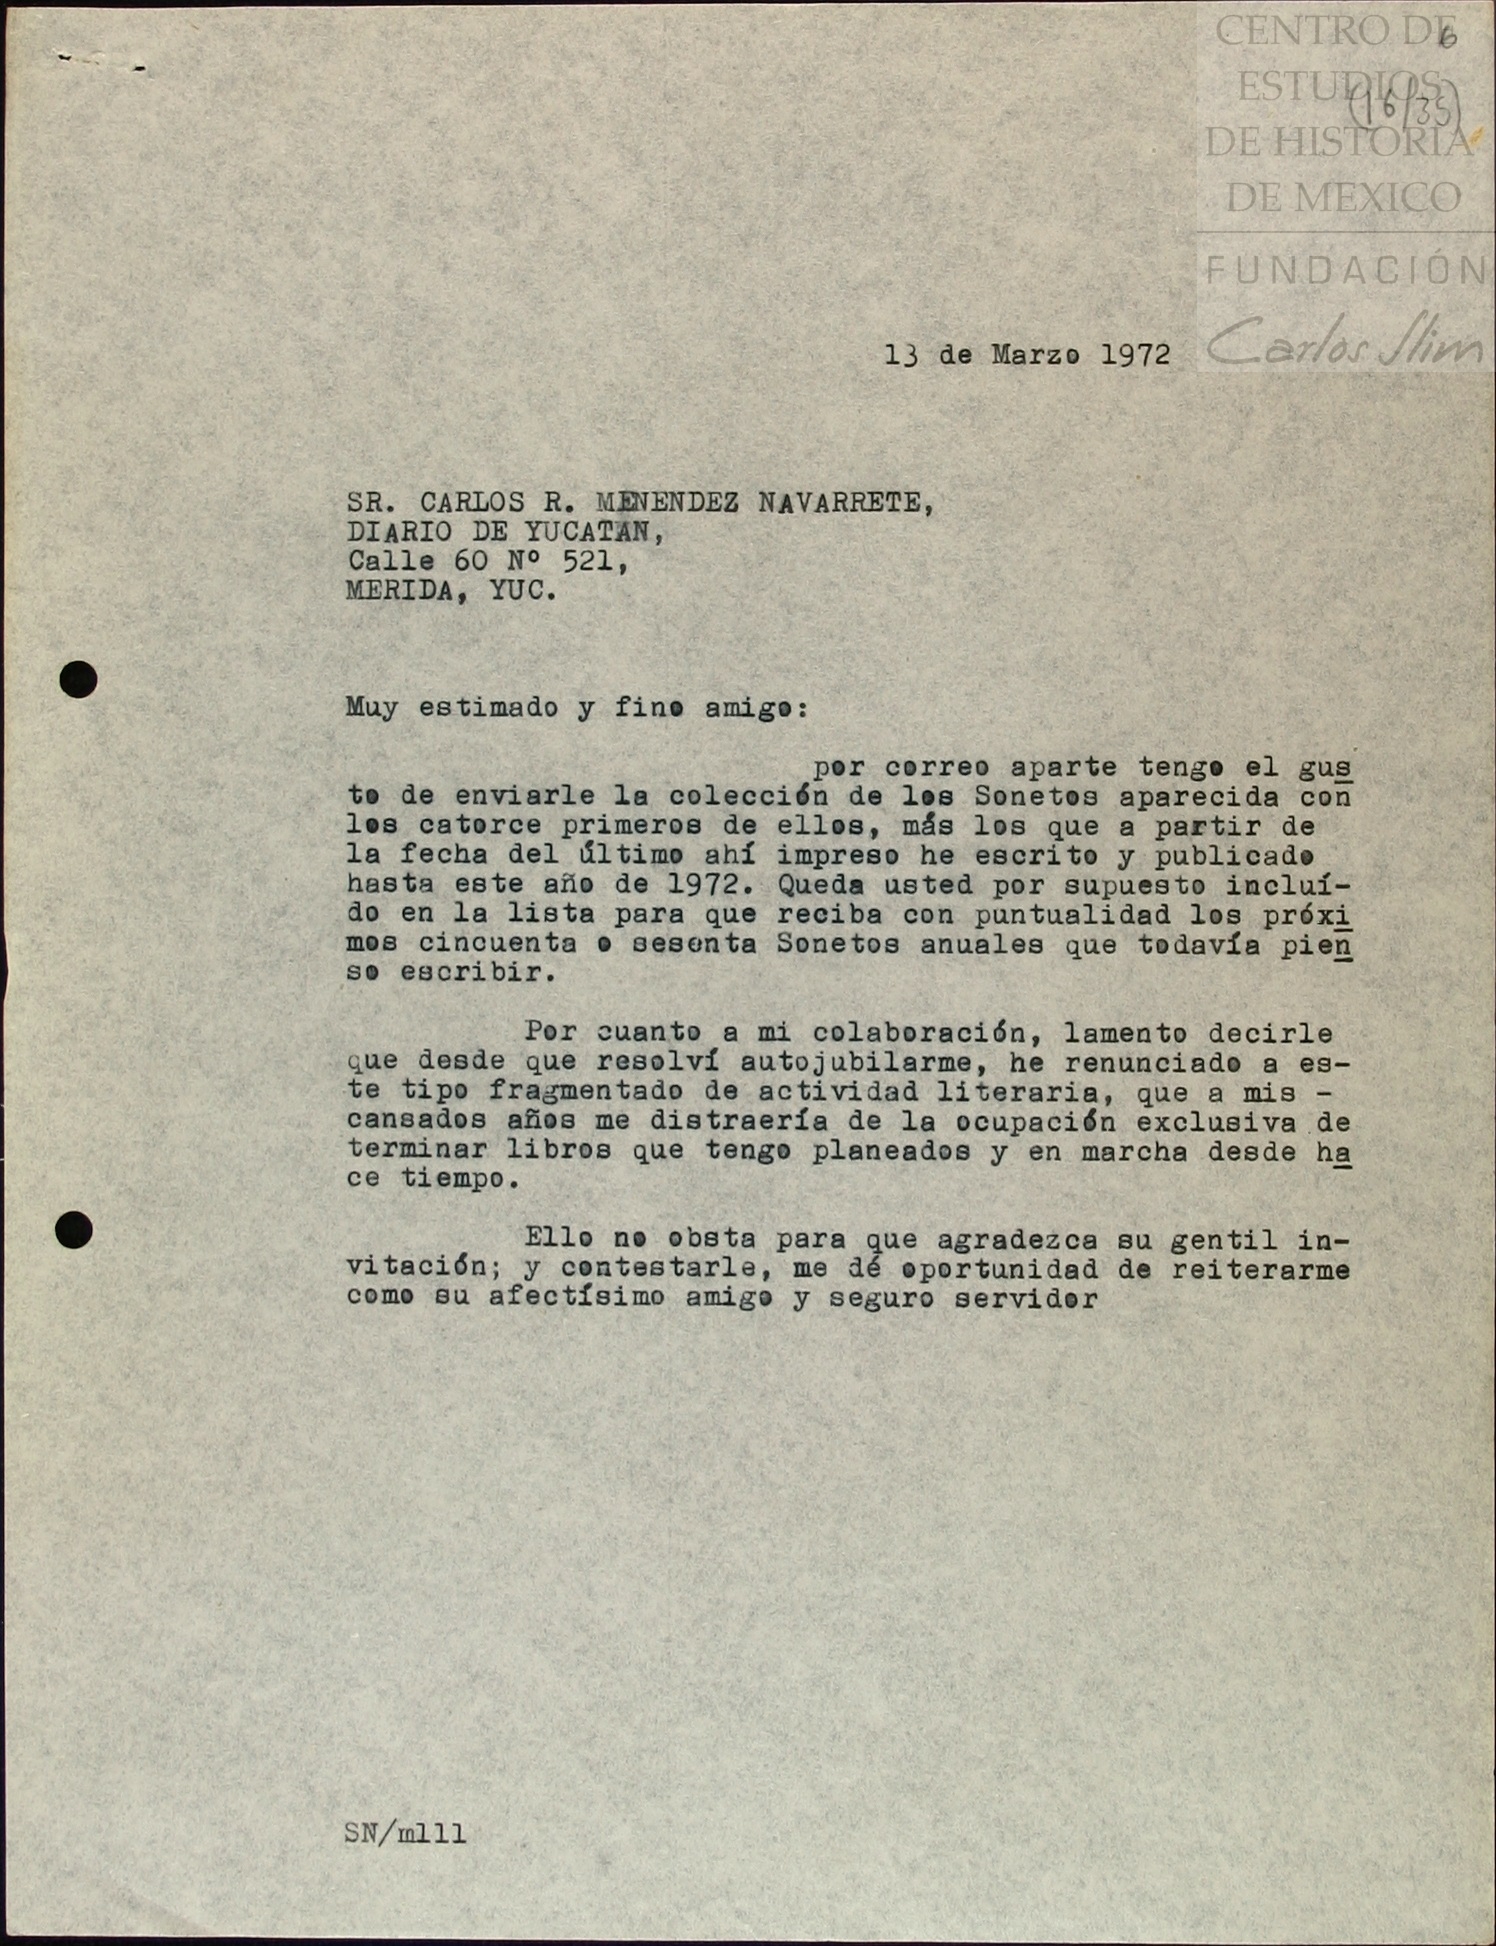 CENTRO DE
ESTUDIOS
DE HISTORIA
DE MEXICO
FUNDACIÓN
Carlos Slim
6
(16/35)
13 de Marzo 1972
SR. CARLOS R. MENENDEZ NAVARRETE,
DIARIO DE YUCATAN,
Calle 60 Nº 521,
MERIDA, YUC.
Muy estimado y fino amigo:
por correo aparte tengo el gus
to de enviarle la colección de los Sonetos aparecida con
los catorce primeros de ellos, más los que a partir de
la fecha del último ahí impreso he escrito y publicado
hasta este año de 1972. Queda usted por supuesto incluí-
do en la lista para que reciba con puntualidad los próxi
mos cincuenta o sesenta Sonetos anuales que todavía pien
so escribir.
Por cuanto a mi colaboración, lamento decirle
que desde que resolví autojubilarme, he renunciado a es-
te tipo fragmentado de actividad literaria, que a mis -
cansados años me distraería de la ocupación exclusiva de
terminar libros que tengo planeados y en marcha desde ha
ce tiempo.
Ello no obsta para que agradezca su gentil in-
vitación; y contestarle, me dé oportunidad de reiterarme
como su afectísimo amigo y seguro servidor
SN/mlll